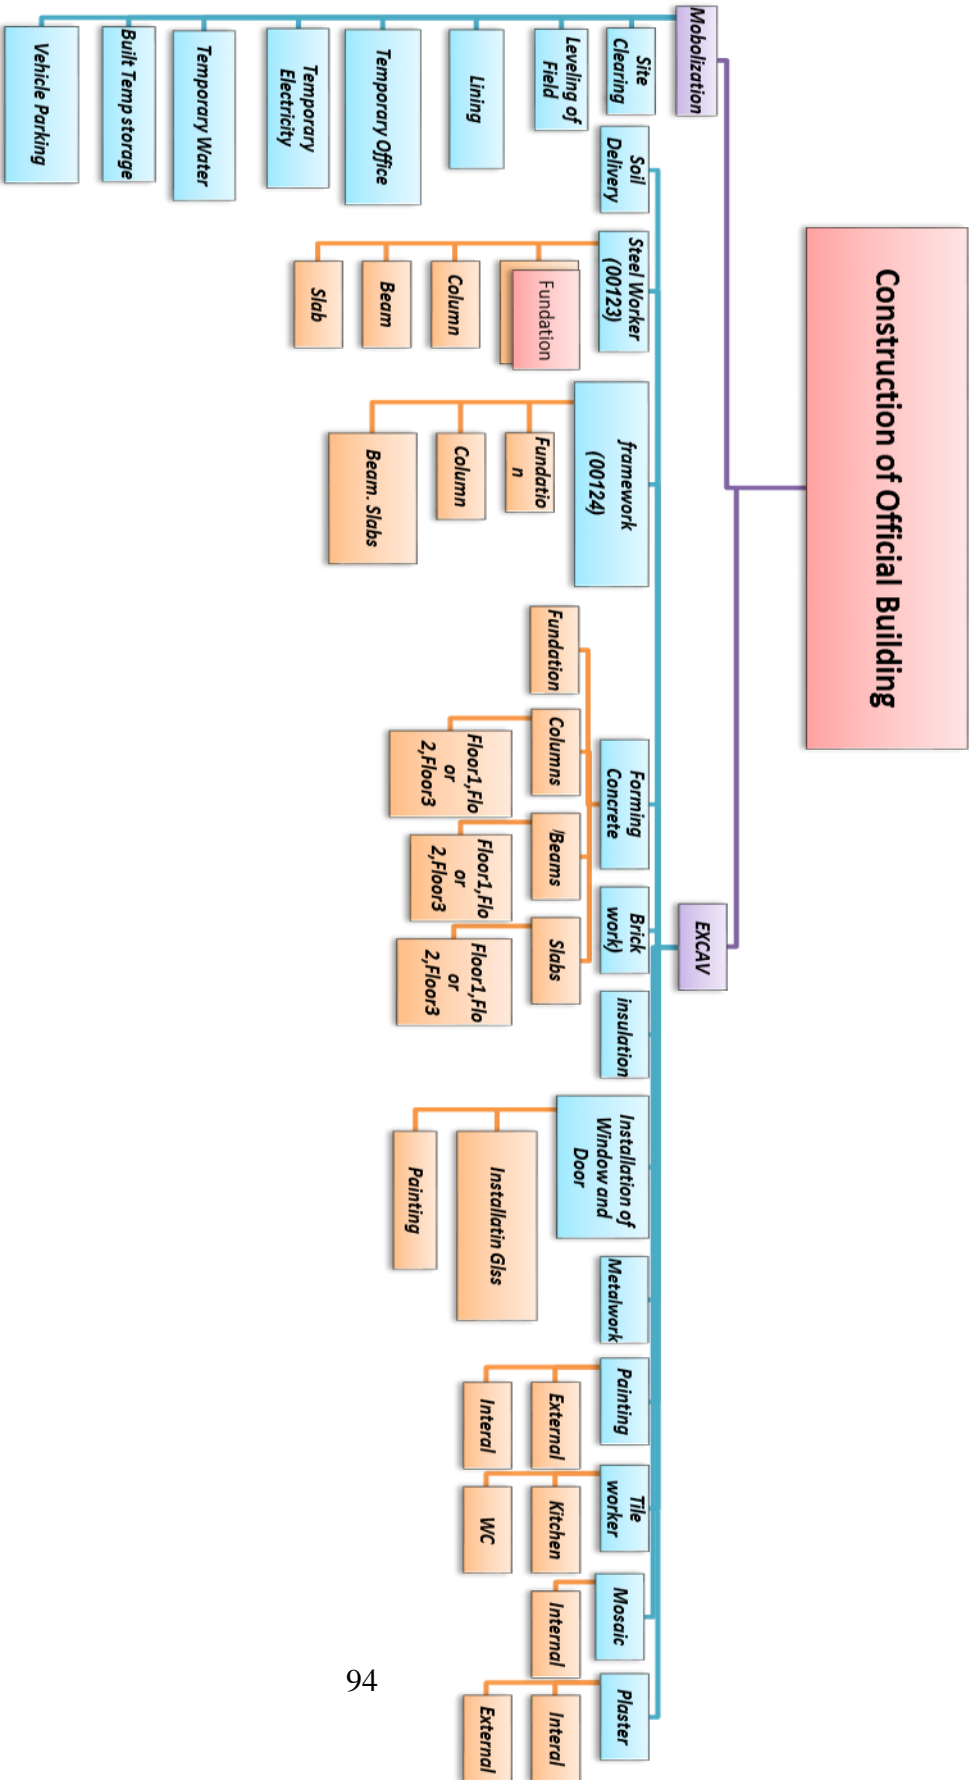 Construction of Official Building
Mobolization
EXCAV
Site
Clearing
Leveling of
Field
Lining
Temporary Office
Temporary
Electricity
Temporary Water
Built Temp storage
Vehicle Parking
Soil
Delivery
Steel Worker
(00123)
Fundation
Column
Beam
Slab
framework
(00124)
Fundatio
n
Column
Beam. Slabs
Forming
Concrete
Fundation
Columns
Floor1,Flo
or
2,Floor3
/Beams
Floor1,Flo
or
2,Floor3
Slabs
Floor1,Flo
or
2,Floor3
Brick
work)
insulation
Installation of
Window and
Door
Installatin Glss
Painting
Metalwork
Painting
External
Interal
Tile
worker
Kitchen
WC
Mosaic
Internal
Plaster
Interal
External
94